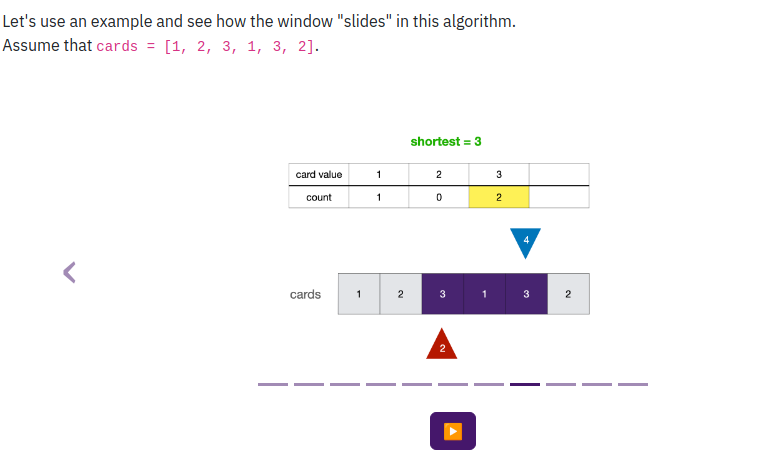 Let's use an example and see how the window "slides" in this algorithm.
Assume that cards = [1, 2, 3, 1, 3, 2].
shortest = 3
card value 1 2 3
count 1 0 2
4
cards 1 2 3 1 3 2
2